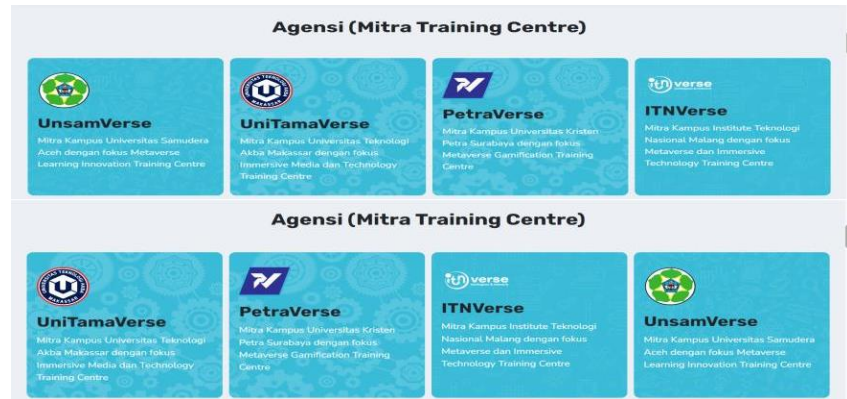 Agensi (Mitra Training Centre)
UnsamVerse
Mitra Kampus Universitas Samudera
Aceh dengan fokus Metaverse
Learning Innovation Training Centre
UniTamaVerse
Mitra Kampus Universitas Teknologi
Akba Makassar dengan fokus
Immersive Media dan Technology
Training Centre
PetraVerse
Mitra Kampus Universitas Kristen
Petra Surabaya dengan fokus
Metaverse Gamification Training
Centre
itn verse
ITNVerse
Mitra Kampus Institute Teknologi
Nasional Malang dengan fokus
Metaverse dan Immersive
Technology Training Centre
Agensi (Mitra Training Centre)
UniTamaVerse
Mitra Kampus Universitas Teknologi
Akba Makassar dengan fokus
Immersive Media dan Technology
Training Centre
PetraVerse
Mitra Kampus Universitas Kristen
Petra Surabaya dengan fokus
Metaverse Gamification Training
Centre
itn verse
ITNVerse
Mitra Kampus Institute Teknologi
Nasional Malang dengan fokus
Metaverse dan Immersive
Technology Training Centre
UnsamVerse
Mitra Kampus Universitas Samudera
Aceh dengan fokus Metaverse
Learning Innovation Training Centre